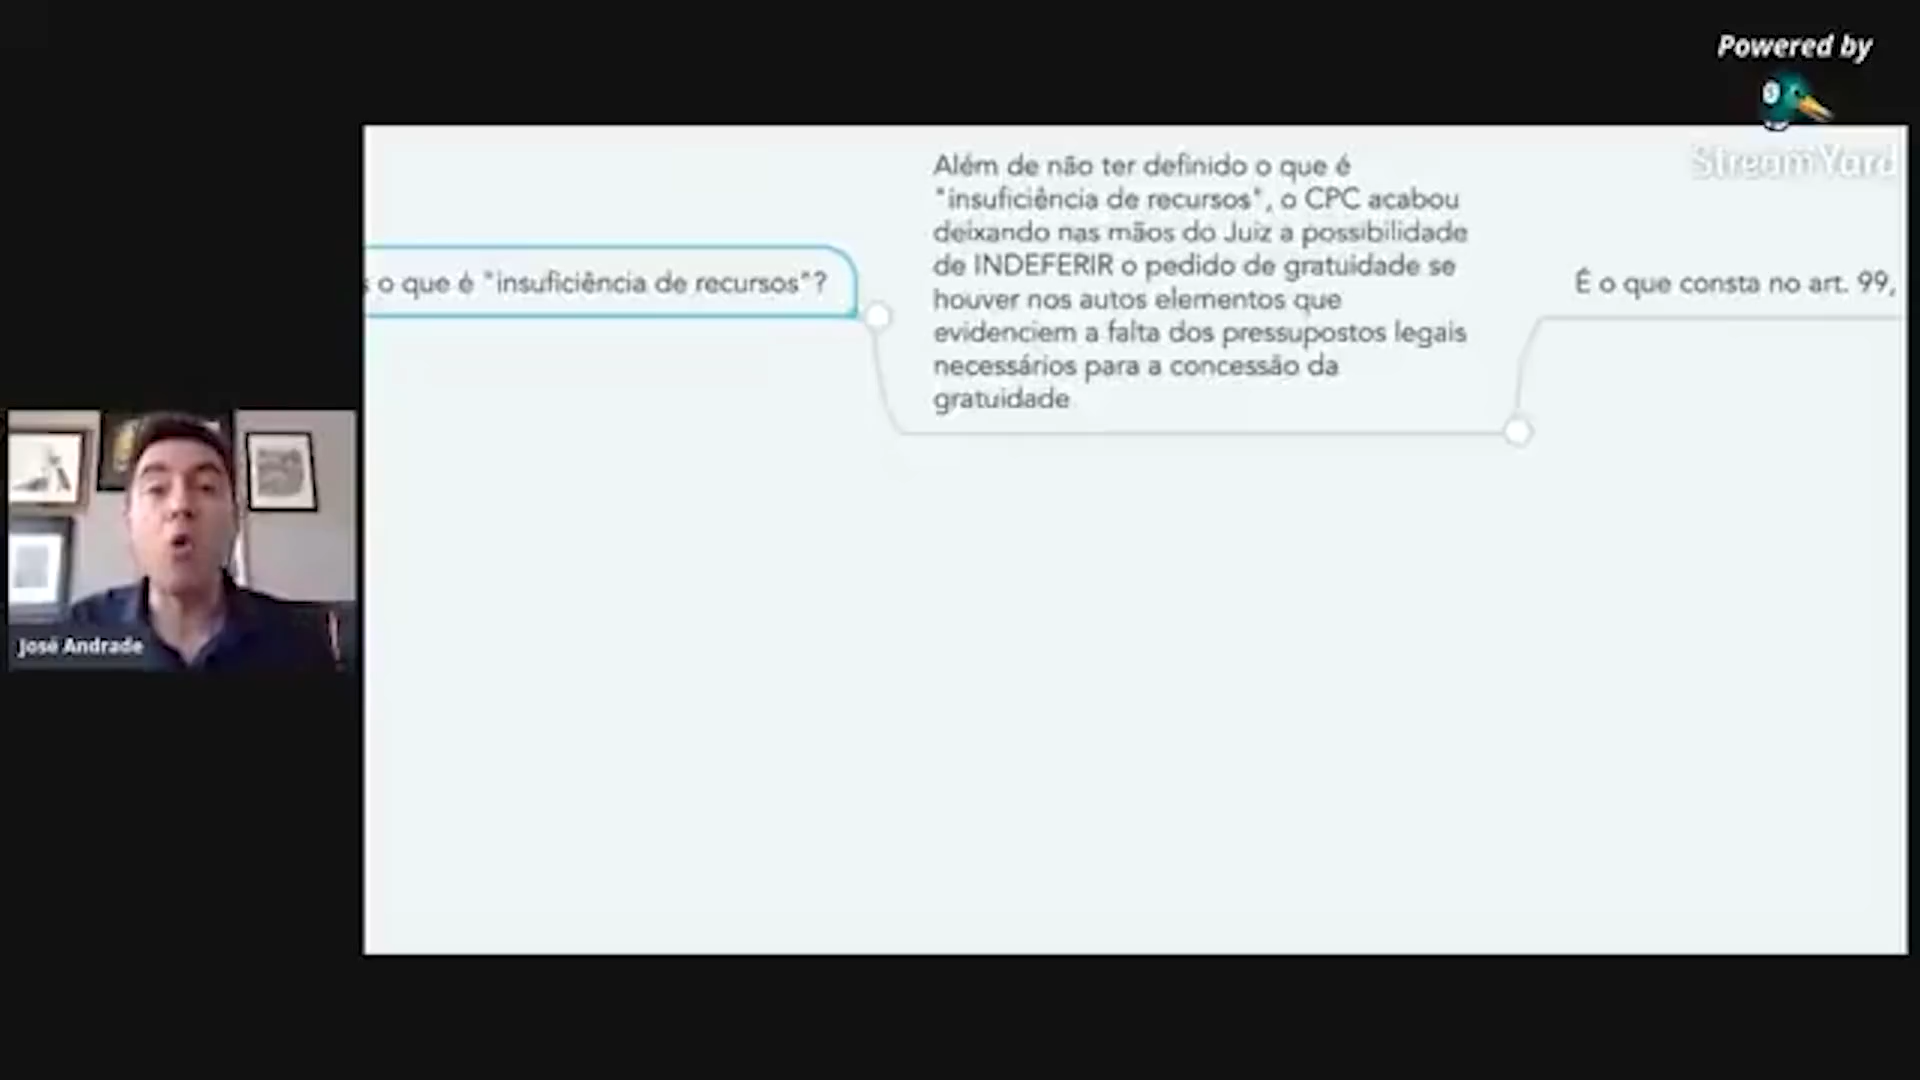 Powered by
StreamYard
Além de não ter definido o que é
"insuficiência de recursos", o CPC acabou
deixando nas mãos do Juiz a possibilidade
de INDEFERIR o pedido de gratuidade se
houver nos autos elementos que
evidenciem a falta dos pressupostos legais
necessários para a concessão da
gratuidade
s o que é "insuficiência de recursos"?
É o que consta no art. 99,
José Andrade